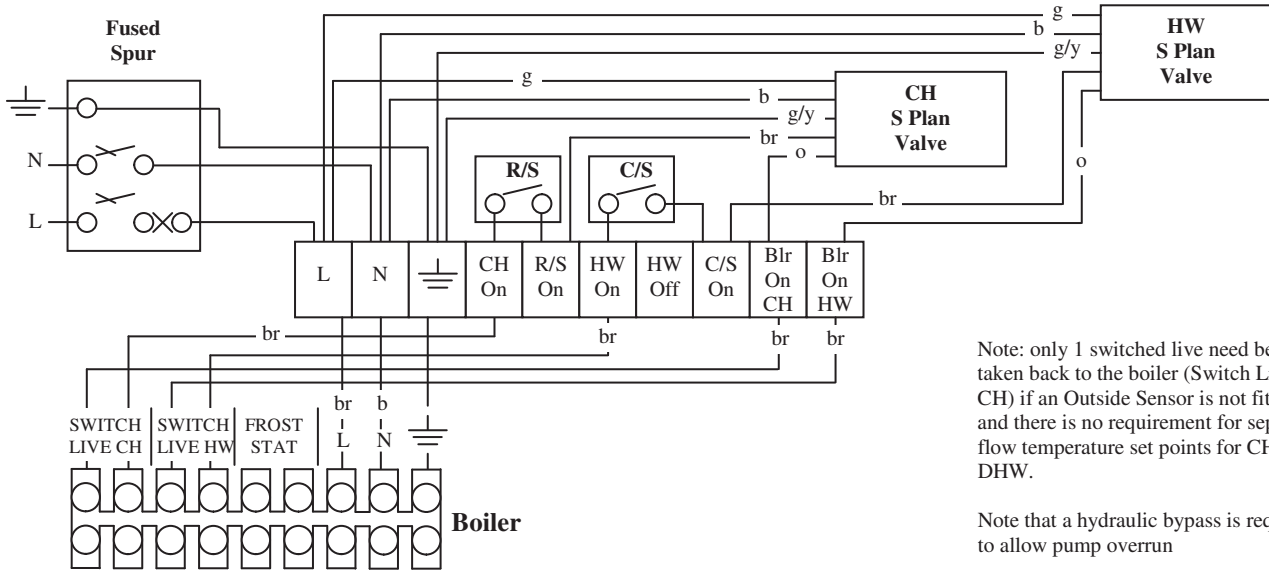 Fused
Spur
N
L
g
b
g/y
HW
S Plan
Valve
g
b
g/y
br
o
CH
S Plan
Valve
o
br
R/S
C/S
L
N
CH
On
R/S
On
HW
On
HW
Off
C/S
On
Blr
On
CH
Blr
On
HW
br
br
br
br
br
b
SWITCH
LIVE CH
SWITCH
LIVE HW
FROST
STAT
L
N
Boiler
Note: only 1 switched live need be
taken back to the boiler (Switch
CH) if an Outside Sensor is not
and there is no requirement for
flow temperature set points for
DHW.
Note that a hydraulic bypass is
to allow pump overrun